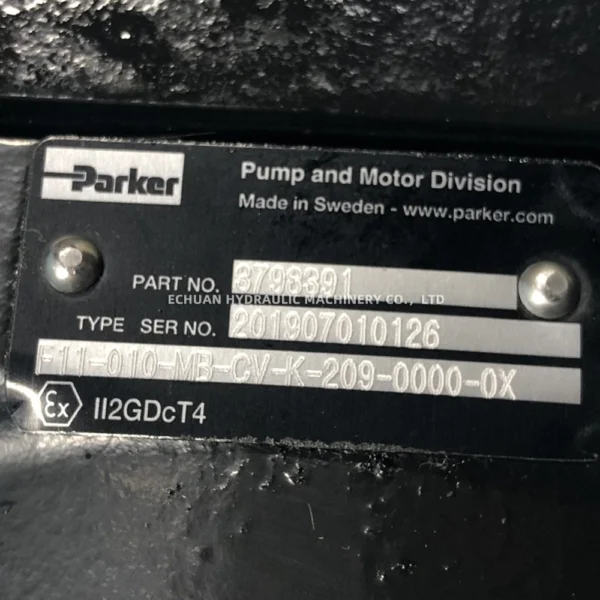 Parker
Pump and Motor Division
Made in Sweden - www.parker.com
PART NO. 3798391
ECHUAN HYDRAULIC MACHINERY CO., LTD
TYPE SER NO. 201907010126
F11-010-MB-CV-K-209-0000-0X
Ex II2GDcT4